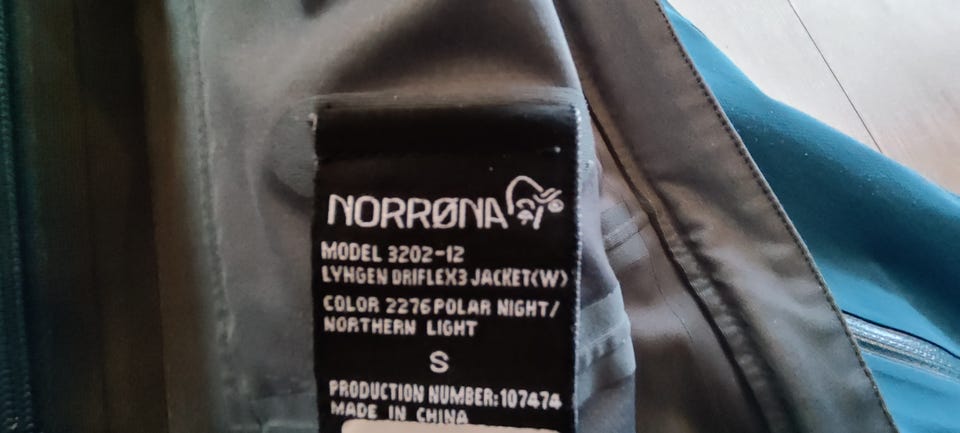 NORRØNA
MODEL 3202-12
LYNGEN DRIFLEX3 JACKET(W)
COLOR 2276 POLAR NIGHT/
NORTHERN LIGHT
S
PRODUCTION NUMBER:107474
MADE IN CHINA